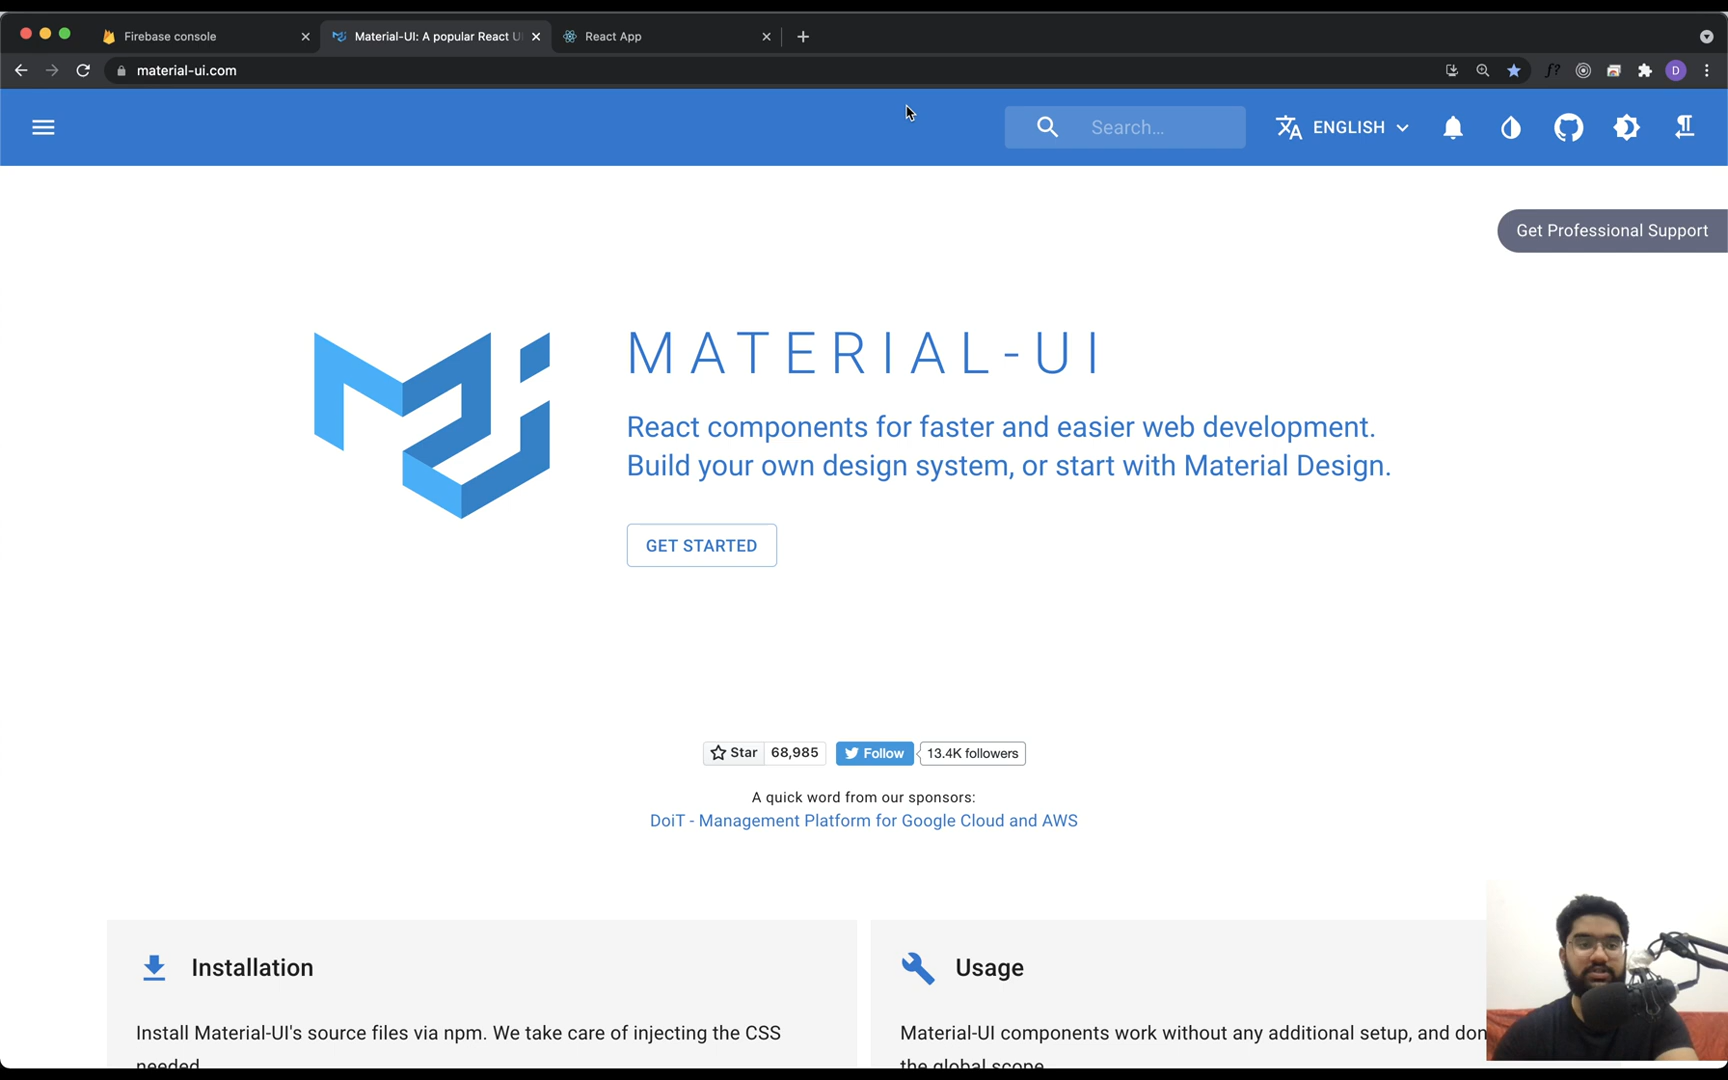 Firebase console
Material-UI: A popular React U
React App
material-ui.com
D
Search…
ENGLISH
Get Professional Support
MATERIAL-UI
React components for faster and easier web development.
Build your own design system, or start with Material Design.
GET STARTED
Star 68,985 Follow 13.4K followers
A quick word from our sponsors:
DoiT - Management Platform for Google Cloud and AWS
Installation
Install Material-UI's source files via npm. We take care of injecting the CSS
needed.
Usage
Material-UI components work without any additional setup, and don
the global scope.